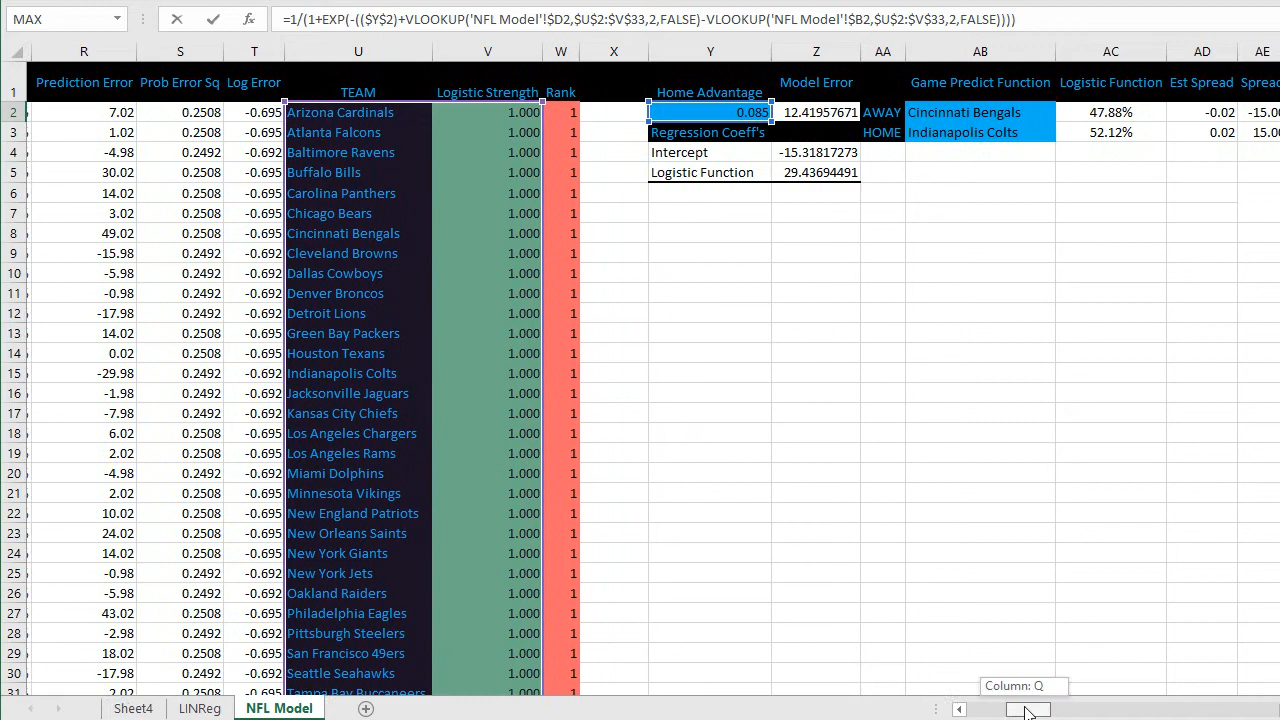 MAX =1/(1+EXP(-(($Y$2)+VLOOKUP('NFL Model'!$D2,$U$2:$V$33,2,FALSE)-VLOOKUP('NFL Model'!$B2,$U$2:$V$33,2,FALSE))))
R S T U V W X Y Z AA AB AC AD AE
1 Prediction Error Prob Error Sq Log Error TEAM Logistic Strength Rank Home Advantage Model Error Game Predict Function Logistic Function Est Spread Sprea
2 7.02 0.2508 -0.695 Arizona Cardinals 1.000 1 0.085 12.41957671 AWAY Cincinnati Bengals 47.88% -0.02 -15.0
3 1.02 0.2508 -0.695 Atlanta Falcons 1.000 1 Regression Coeff's HOME Indianapolis Colts 52.12% 0.02 15.0
4 -4.98 0.2492 -0.692 Baltimore Ravens 1.000 1 Intercept -15.31817273
5 30.02 0.2508 -0.695 Buffalo Bills 1.000 1 Logistic Function 29.43694491
6 14.02 0.2508 -0.695 Carolina Panthers 1.000 1
7 3.02 0.2508 -0.695 Chicago Bears 1.000 1
8 49.02 0.2508 -0.695 Cincinnati Bengals 1.000 1
9 -15.98 0.2492 -0.692 Cleveland Browns 1.000 1
10 -5.98 0.2492 -0.692 Dallas Cowboys 1.000 1
11 -0.98 0.2492 -0.692 Denver Broncos 1.000 1
12 -17.98 0.2492 -0.692 Detroit Lions 1.000 1
13 14.02 0.2508 -0.695 Green Bay Packers 1.000 1
14 0.02 0.2508 -0.695 Houston Texans 1.000 1
15 -29.98 0.2492 -0.692 Indianapolis Colts 1.000 1
16 -1.98 0.2492 -0.692 Jacksonville Jaguars 1.000 1
17 -7.98 0.2492 -0.692 Kansas City Chiefs 1.000 1
18 6.02 0.2508 -0.695 Los Angeles Chargers 1.000 1
19 2.02 0.2508 -0.695 Los Angeles Rams 1.000 1
20 -4.98 0.2492 -0.692 Miami Dolphins 1.000 1
21 2.02 0.2508 -0.695 Minnesota Vikings 1.000 1
22 10.02 0.2508 -0.695 New England Patriots 1.000 1
23 24.02 0.2508 -0.695 New Orleans Saints 1.000 1
24 14.02 0.2508 -0.695 New York Giants 1.000 1
25 -0.98 0.2492 -0.692 New York Jets 1.000 1
26 -5.98 0.2492 -0.692 Oakland Raiders 1.000 1
27 43.02 0.2508 -0.695 Philadelphia Eagles 1.000 1
28 -2.98 0.2492 -0.692 Pittsburgh Steelers 1.000 1
29 18.02 0.2508 -0.695 San Francisco 49ers 1.000 1
30 -17.98 0.2492 -0.692 Seattle Seahawks 1.000 1
31 2.02 0.2508 -0.695 Tampa Bay Buccaneers 1.000 1
Column: Q
Sheet4 LINReg NFL Model